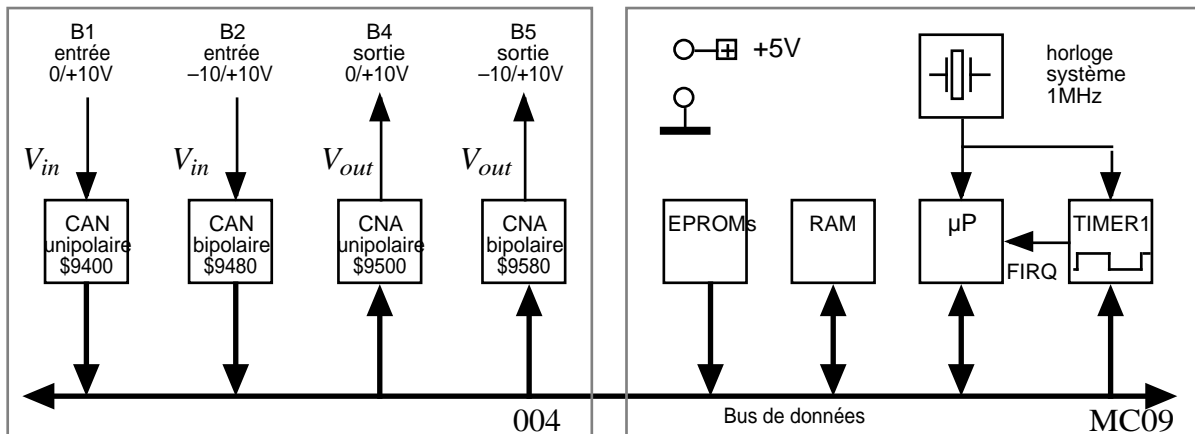 B1
entrée
0/+10V
B2
entrée
–10/+10V
B4
sortie
0/+10V
B5
sortie
–10/+10V
Vin
Vin
Vout
Vout
CAN
unipolaire
$9400
CAN
bipolaire
$9480
CNA
unipolaire
$9500
CNA
bipolaire
$9580
004
+5V
horloge
système
1MHz
EPROMs
RAM
µP
TIMER1
FIRQ
Bus de données
MC09